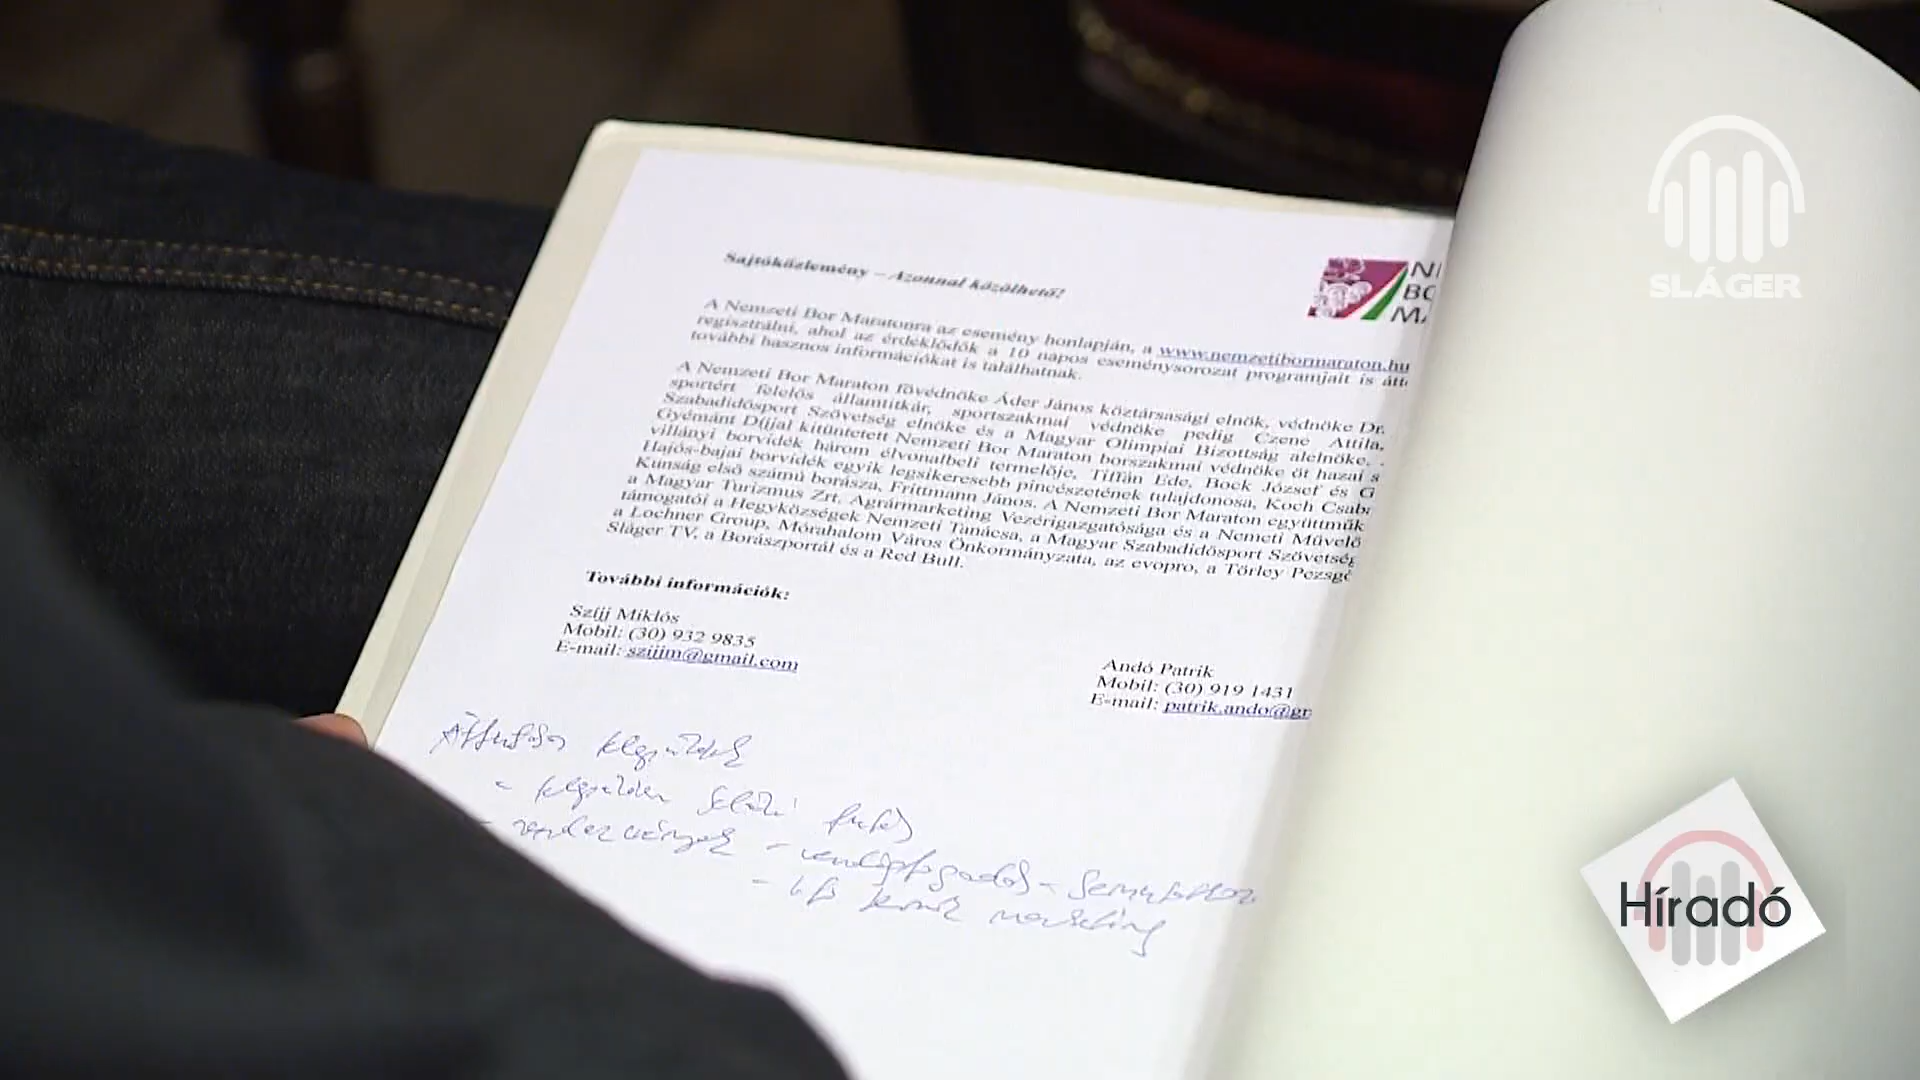 SLÁGER
Sajtóközlemény – Azonnal közölhető!
NE
BO
MA
A Nemzeti Bor Maratonra az esemény honlapján, a www.nemzetibormaraton.hu
regisztrálni, ahol az érdeklődők a 10 napos eseménysorozat programjait is átt
további hasznos információkat is találhatnak.
A Nemzeti Bor Maraton fővédnöke Áder János köztársasági elnök, védnöke Dr.
sportért felelős államtitkár, sportszakmai védnöke pedig Czene Attila,
Szabadidősport Szövetség elnöke és a Magyar Olimpiai Bizottság alelnöke.
Gyémánt Díjjal kitüntetett Nemzeti Bor Maraton borszakmai védnöke öt hazai s
villányi borvidék három élvonalbeli termelője, Tiffán Ede, Bock József és G
Hajós-bajai borvidék egyik legsikeresebb pincészetének tulajdonosa, Koch Csaba
Kunság első számú borásza, Frittmann János. A Nemzeti Bor Maraton együttműk
a Magyar Turizmus Zrt. Agrármarketing Vezérigazgatósága és a Nemeti Művelő
támogatói a Hegyközségek Nemzeti Tanácsa, a Magyar Szabadidősport Szövetség
a Lochner Group, Mórahalom Város Önkormányzata, az evopro, a Törley Pezsgő
Sláger TV, a Borászportál és a Red Bull.
További információk:
Szíjj Miklós
Mobil: (30) 932 9835
E-mail: szijjm@gmail.com
Andó Patrik
Mobil: (30) 919 1431
E-mail: patrik.ando@gm
- rendezvények - vendégfogadás -
marketing
Híradó